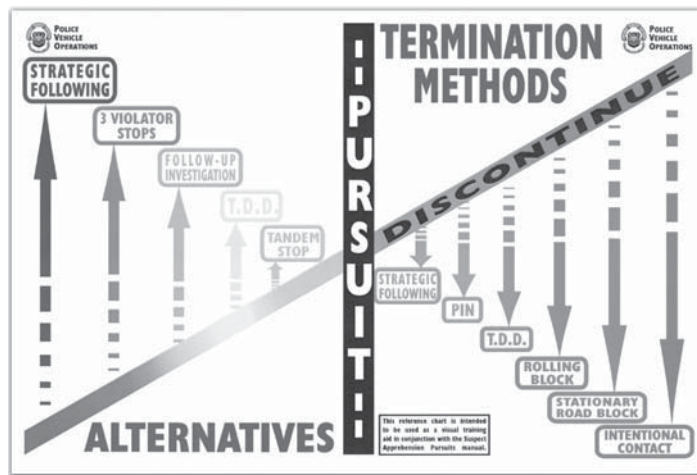 POLICE
VEHICLE
OPERATIONS
STRATEGIC
FOLLOWING
3 VIOLATOR
STOPS
FOLLOW-UP
INVESTIGATION
T.D.D.
TANDEM
STOP
ALTERNATIVES
PURSUIT
TERMINATION
METHODS
POLICE
VEHICLE
OPERATIONS
DISCONTINUE
STRATEGIC
FOLLOWING
PIN
T.D.D.
ROLLING
BLOCK
STATIONARY
ROAD BLOCK
INTENTIONAL
CONTACT
This reference chart is intended
to be used as a visual training
aid in conjunction with the Suspect
Apprehension Pursuits manual.